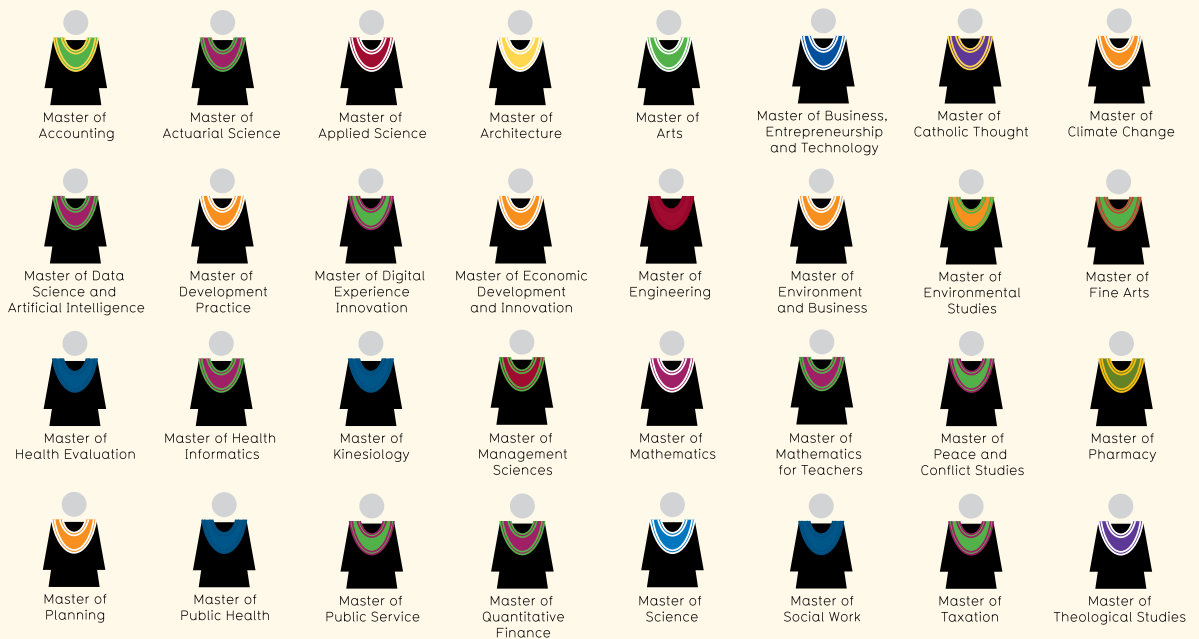 Master of
Accounting
Master of
Actuarial Science
Master of
Applied Science
Master of
Architecture
Master of
Arts
Master of Business,
Entrepreneurship
and Technology
Master of
Catholic Thought
Master of
Climate Change
Master of Data
Science and
Artificial Intelligence
Master of
Development
Practice
Master of Digital
Experience
Innovation
Master of Economic
Development
and Innovation
Master of
Engineering
Master of
Environment
and Business
Master of
Environmental
Studies
Master of
Fine Arts
Master of
Health Evaluation
Master of Health
Informatics
Master of
Kinesiology
Master of
Management
Sciences
Master of
Mathematics
Master of
Mathematics
for Teachers
Master of
Peace and
Conflict Studies
Master of
Pharmacy
Master of
Planning
Master of
Public Health
Master of
Public Service
Master of
Quantitative
Finance
Master of
Science
Master of
Social Work
Master of
Taxation
Master of
Theological Studies